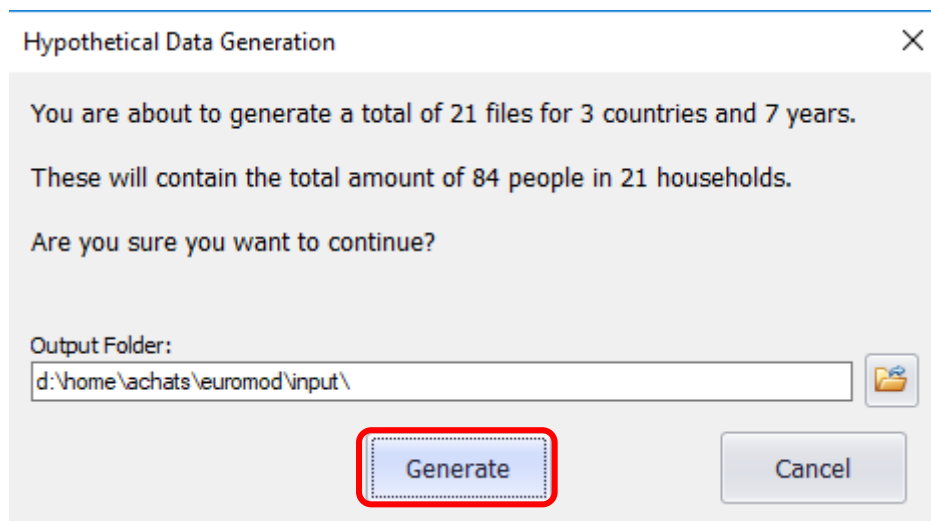 Hypothetical Data Generation
You are about to generate a total of 21 files for 3 countries and 7 years.
These will contain the total amount of 84 people in 21 households.
Are you sure you want to continue?
Output Folder:
d:\home\achats\euromod\input\
Generate
Cancel